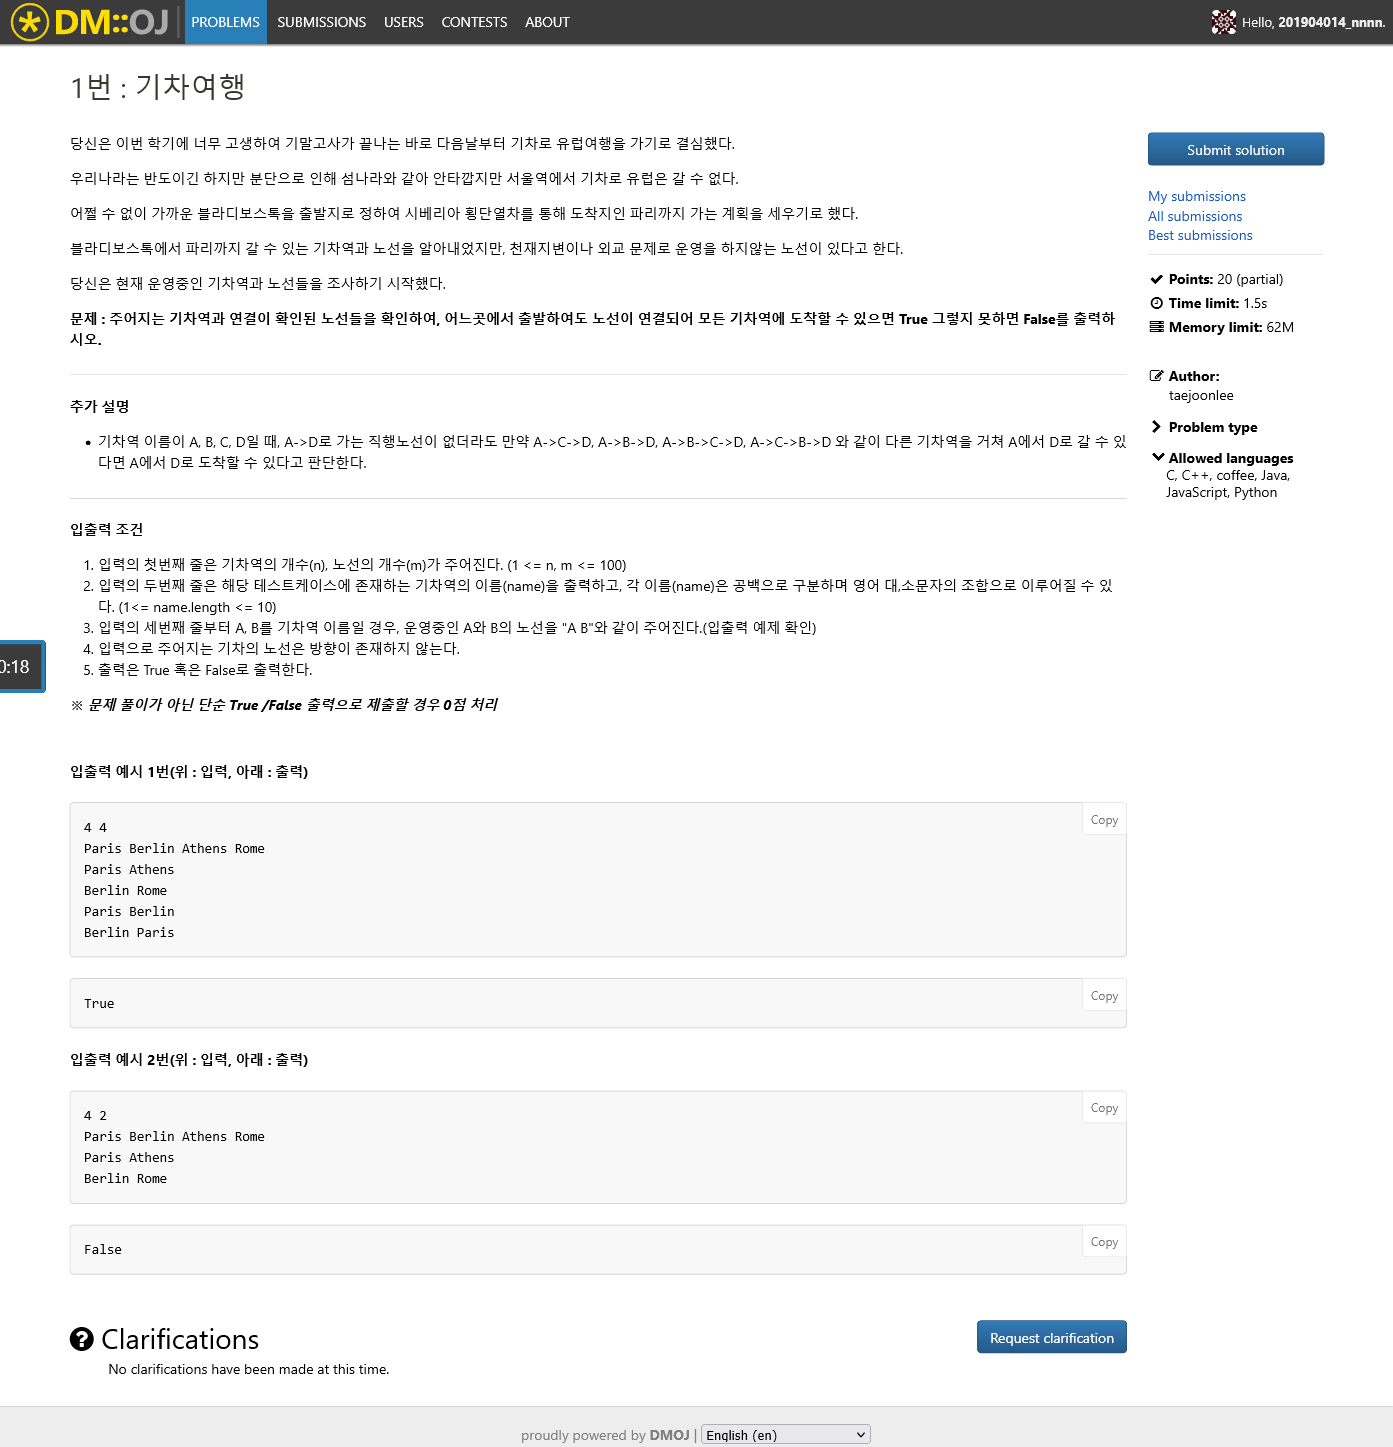 DM::OJ PROBLEMS SUBMISSIONS USERS CONTESTS ABOUT Hello, 201904014_nnnn.
1번 : 기차여행
당신은 이번 학기에 너무 고생하여 기말고사가 끝나는 바로 다음날부터 기차로 유럽여행을 가기로 결심했다.
우리나라는 반도이긴 하지만 분단으로 인해 섬나라와 같아 안타깝지만 서울역에서 기차로 유럽은 갈 수 없다.
어쩔 수 없이 가까운 블라디보스톡을 출발지로 정하여 시베리아 횡단열차를 통해 도착지인 파리까지 가는 계획을 세우기로 했다.
블라디보스톡에서 파리까지 갈 수 있는 기차역과 노선을 알아내었지만, 천재지변이나 외교 문제로 운영을 하지않는 노선이 있다고 한다.
당신은 현재 운영중인 기차역과 노선들을 조사하기 시작했다.
문제 : 주어지는 기차역과 연결이 확인된 노선들을 확인하여, 어느곳에서 출발하여도 노선이 연결되어 모든 기차역에 도착할 수 있으면 True 그렇지 못하면 False를 출력하
시오.
추가 설명
• 기차역 이름이 A, B, C, D일 때, A->D로 가는 직행노선이 없더라도 만약 A->C->D, A->B->D, A->B->C->D, A->C->B->D 와 같이 다른 기차역을 거쳐 A에서 D로 갈 수 있
다면 A에서 D로 도착할 수 있다고 판단한다.
입출력 조건
1. 입력의 첫번째 줄은 기차역의 개수(n), 노선의 개수(m)가 주어진다. (1 <= n, m <= 100)
2. 입력의 두번째 줄은 해당 테스트케이스에 존재하는 기차역의 이름(name)을 출력하고, 각 이름(name)은 공백으로 구분하며 영어 대,소문자의 조합으로 이루어질 수 있
다. (1<= name.length <= 10)
3. 입력의 세번째 줄부터 A, B를 기차역 이름일 경우, 운영중인 A와 B의 노선을 "A B"와 같이 주어진다.(입출력 예제 확인)
4. 입력으로 주어지는 기차의 노선은 방향이 존재하지 않는다.
5. 출력은 True 혹은 False로 출력한다.
0:18
※ 문제 풀이가 아닌 단순 True /False 출력으로 제출할 경우 0점 처리
입출력 예시 1번(위 : 입력, 아래 : 출력)
Copy
4 4
Paris Berlin Athens Rome
Paris Athens
Berlin Rome
Paris Berlin
Berlin Paris
Copy
True
입출력 예시 2번(위 : 입력, 아래 : 출력)
Copy
4 2
Paris Berlin Athens Rome
Paris Athens
Berlin Rome
Copy
False
Clarifications
Request clarification
No clarifications have been made at this time.
Submit solution
My submissions
All submissions
Best submissions
Points: 20 (partial)
Time limit: 1.5s
Memory limit: 62M
Author:
taejoonlee
Problem type
Allowed languages
C, C++, coffee, Java,
JavaScript, Python
proudly powered by DMOJ | English (en)